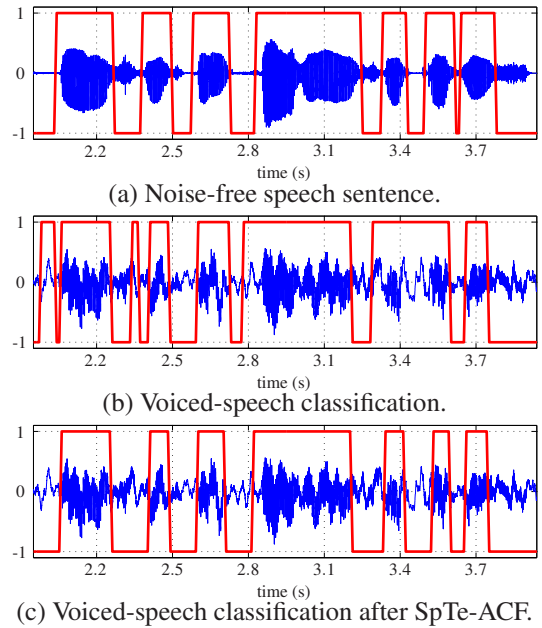 1
0
-1
2.2 2.5 2.8 3.1 3.4 3.7
time (s)
(a) Noise-free speech sentence.
1
0
-1
2.2 2.5 2.8 3.1 3.4 3.7
time (s)
(b) Voiced-speech classification.
1
0
-1
2.2 2.5 2.8 3.1 3.4 3.7
time (s)
(c) Voiced-speech classification after SpTe-ACF.